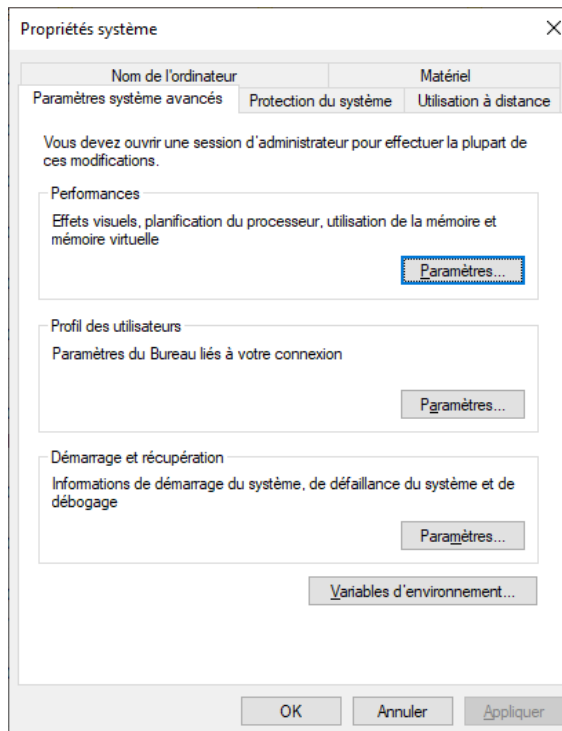 Propriétés système
Nom de l'ordinateur
Matériel
Paramètres système avancés
Protection du système
Utilisation à distance
Vous devez ouvrir une session d'administrateur pour effectuer la plupart de
ces modifications.
Performances
Effets visuels, planification du processeur, utilisation de la mémoire et
mémoire virtuelle
Paramètres...
Profil des utilisateurs
Paramètres du Bureau liés à votre connexion
Paramètres...
Démarrage et récupération
Informations de démarrage du système, de défaillance du système et de
débogage
Paramètres...
Variables d'environnement...
OK
Annuler
Appliquer